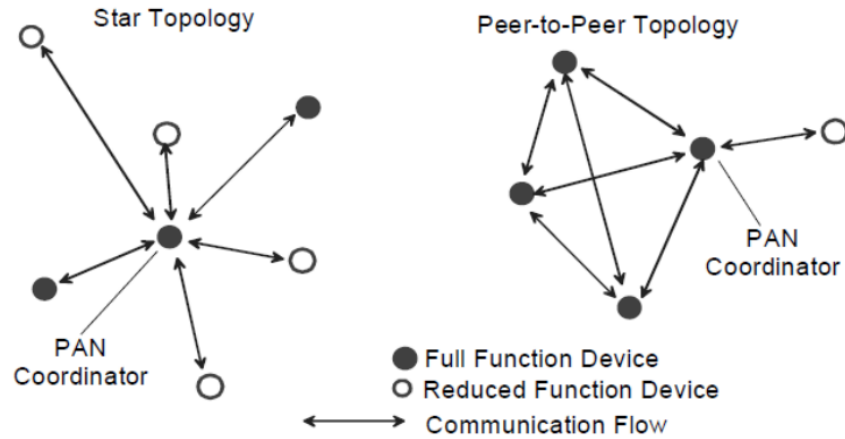 Star Topology
Peer-to-Peer Topology
PAN
Coordinator
PAN
Coordinator
Full Function Device
Reduced Function Device
Communication Flow